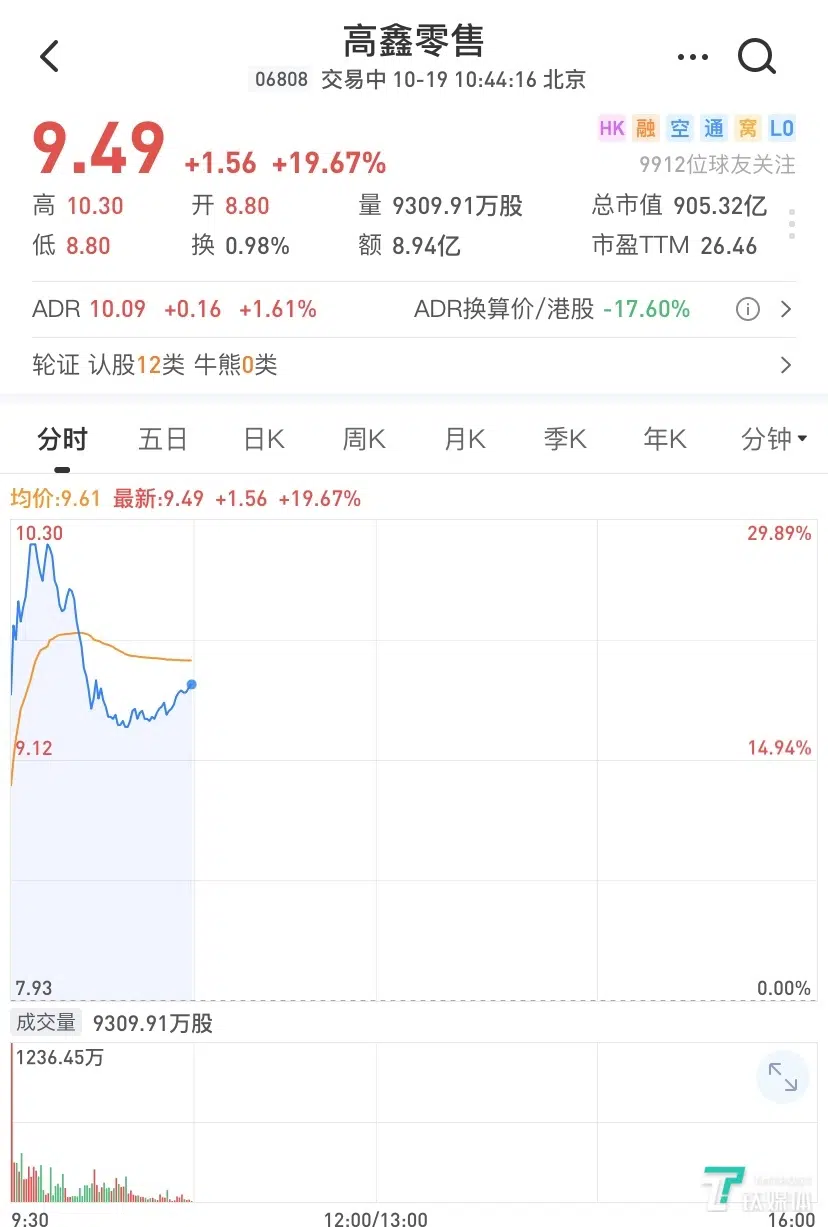 高鑫零售
06808 交易中 10-19 10:44:16 北京
HK 融 空 通 窝 L0
9.49 +1.56 +19.67%
9912位球友关注
高 10.30 开 8.80 量 9309.91万股 总市值 905.32亿
低 8.80 换 0.98% 额 8.94亿 市盈TTM 26.46
ADR 10.09 +0.16 +1.61% ADR换算价/港股 -17.60%
轮证 认股12类 牛熊0类
分时 五日 日K 周K 月K 季K 年K 分钟
均价:9.61 最新:9.49 +1.56 +19.67%
10.30 29.89%
9.12 14.94%
7.93 0.00%
成交量 9309.91万股
1236.45万
钛媒体
9:30 12:00/13:00 16:00